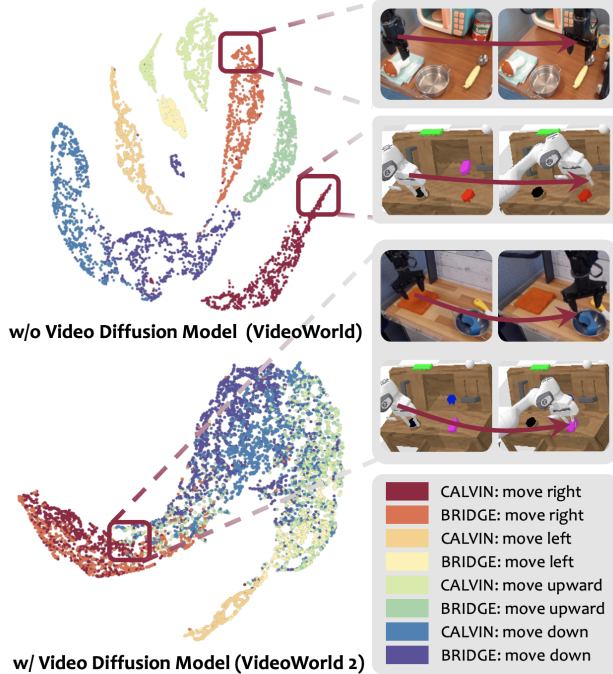 w/o Video Diffusion Model (VideoWorld)
w/ Video Diffusion Model (VideoWorld 2)
CALVIN: move right
BRIDGE: move right
CALVIN: move left
BRIDGE: move left
CALVIN: move upward
BRIDGE: move upward
CALVIN: move down
BRIDGE: move down